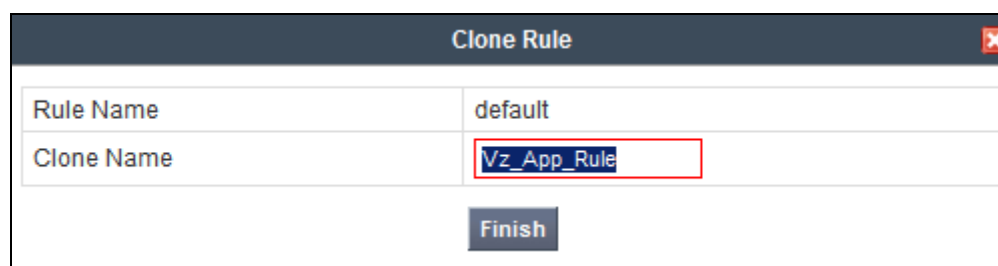 Clone Rule
Rule Name default
Clone Name Vz_App_Rule
Finish